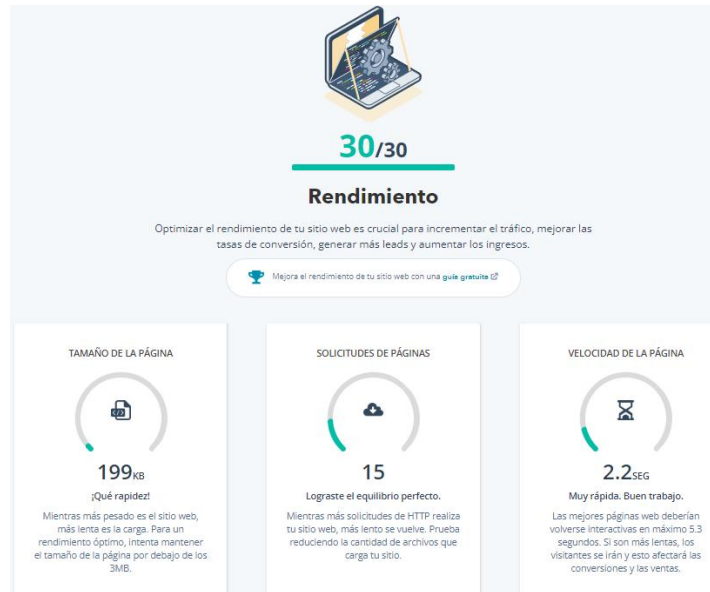 30/30
Rendimiento
Optimizar el rendimiento de tu sitio web es crucial para incrementar el tráfico, mejorar las
tasas de conversión, generar más leads y aumentar los ingresos.
Mejora el rendimiento de tu sitio web con una guía gratuita
TAMAÑO DE LA PÁGINA
199KB
¡Qué rapidez!
Mientras más pesado es el sitio web,
más lenta es la carga. Para un
rendimiento óptimo, intenta mantener
el tamaño de la página por debajo de los
3MB.
SOLICITUDES DE PÁGINAS
15
Lograste el equilibrio perfecto.
Mientras más solicitudes de HTTP realiza
tu sitio web, más lento se vuelve. Prueba
reduciendo la cantidad de archivos que
carga tu sitio.
VELOCIDAD DE LA PÁGINA
2.2SEG
Muy rápida. Buen trabajo.
Las mejores páginas web deberían
volverse interactivas en máximo 5.3
segundos. Si son más lentas, los
visitantes se irán y esto afectará las
conversiones y las ventas.